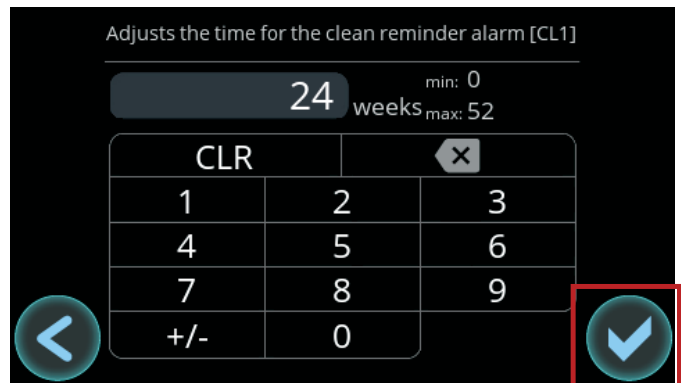 Adjusts the time for the clean reminder alarm [CL1]
24 weeks min: 0
max: 52
CLR
1 2 3
4 5 6
7 8 9
+/- 0